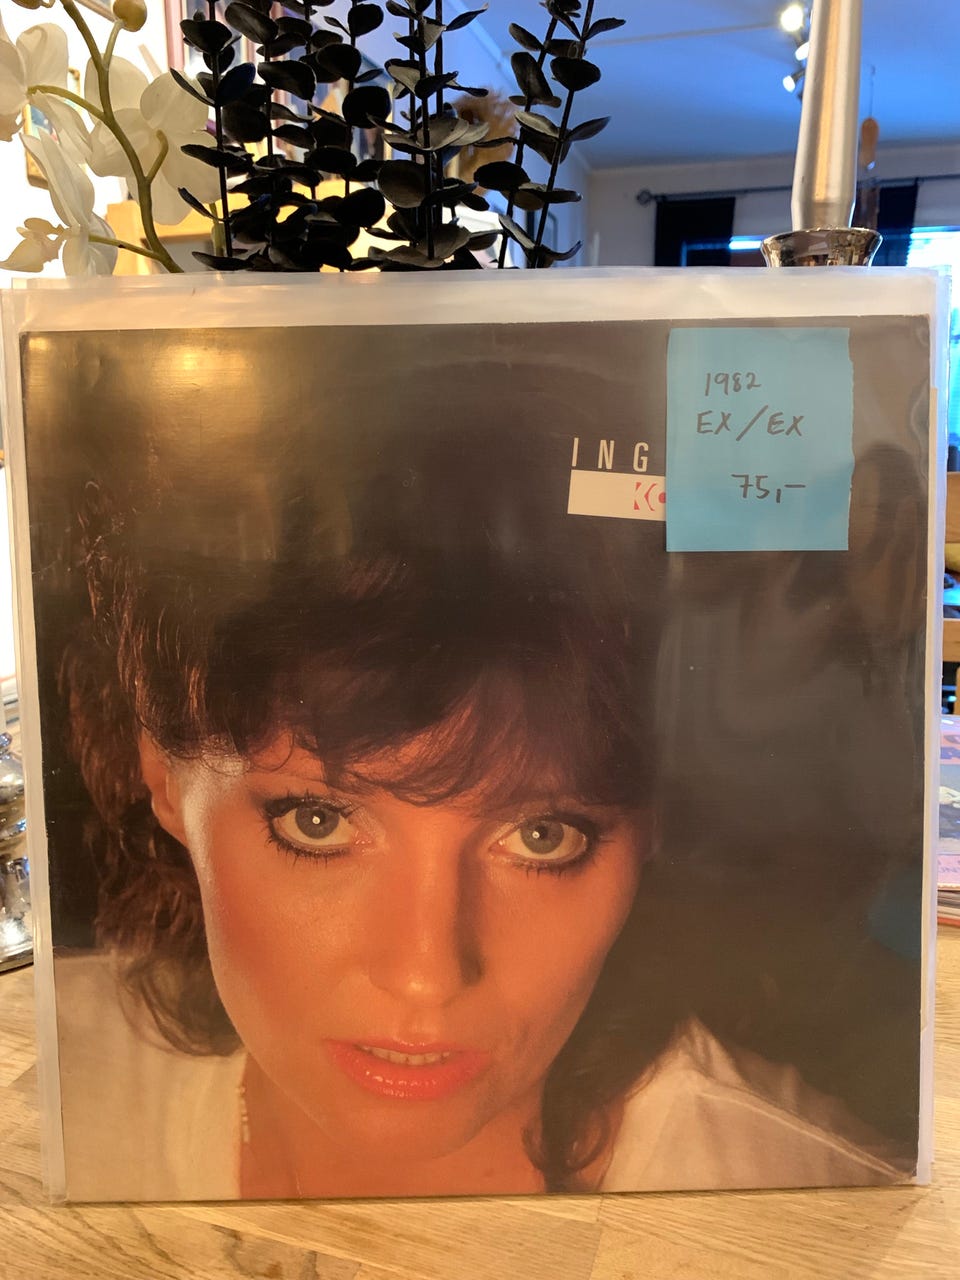 1982
EX/EX
75,-
ING
K